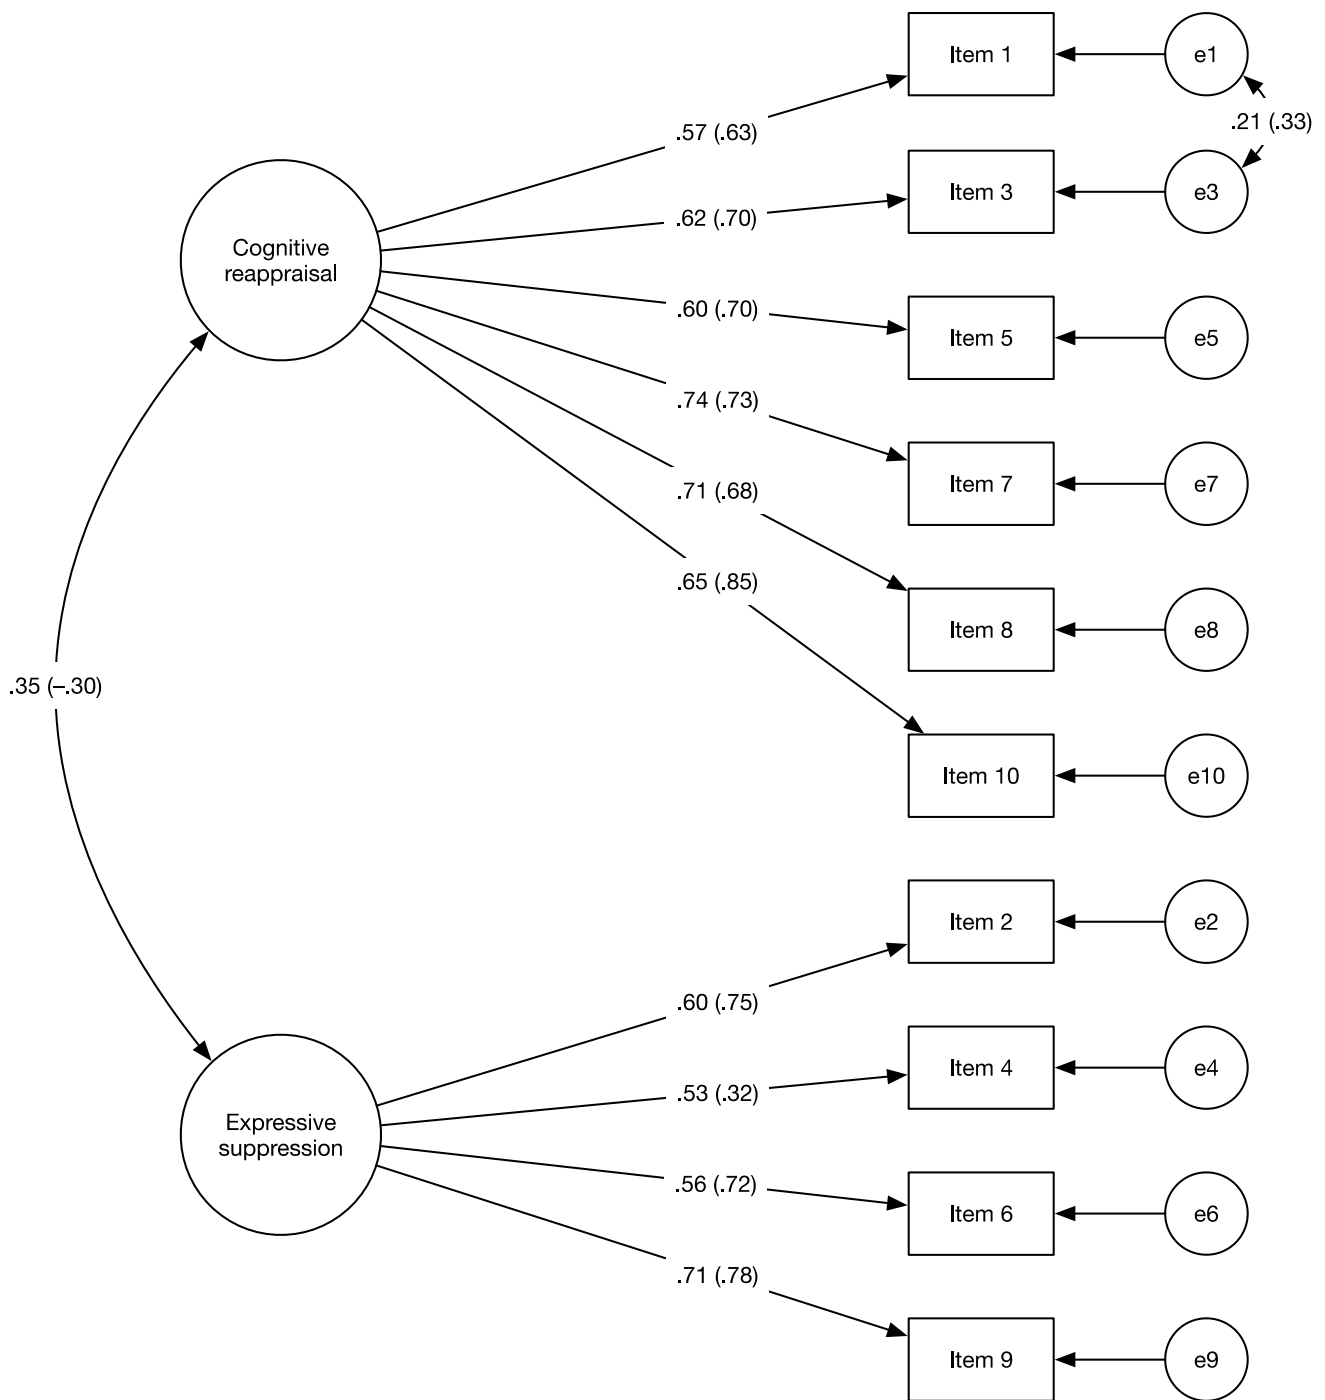 Item 1
e1
.57 (.63)
.21 (.33)
Item 3
e3
.62 (.70)
Cognitive
reappraisal
.60 (.70)
Item 5
e5
.74 (.73)
Item 7
e7
.71 (.68)
.65 (.85)
Item 8
e8
.35 (–.30)
Item 10
e10
Item 2
e2
.60 (.75)
Item 4
e4
.53 (.32)
Expressive
suppression
.56 (.72)
Item 6
e6
.71 (.78)
Item 9
e9